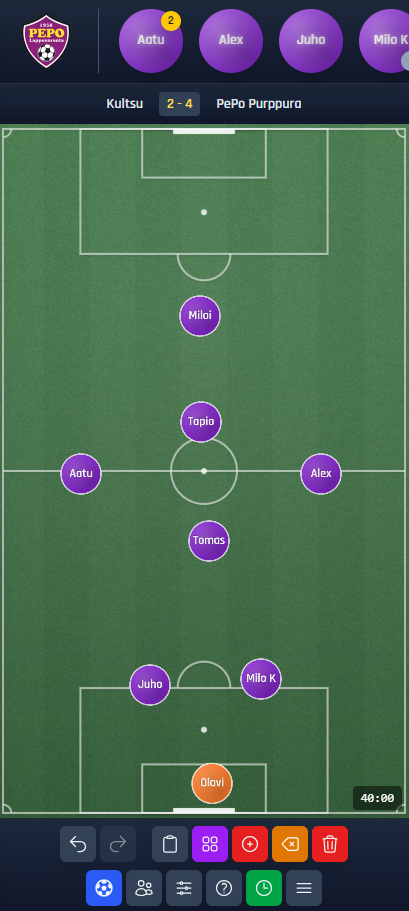 1958
PEPO
Lappeenranta
Aatu
2
Alex
Juho
Milo K
Kultsu 2 - 4 PePo Purppura
Miloi
Tapio
Aatu
Alex
Tomas
Juho
Milo K
Olavi
40:00